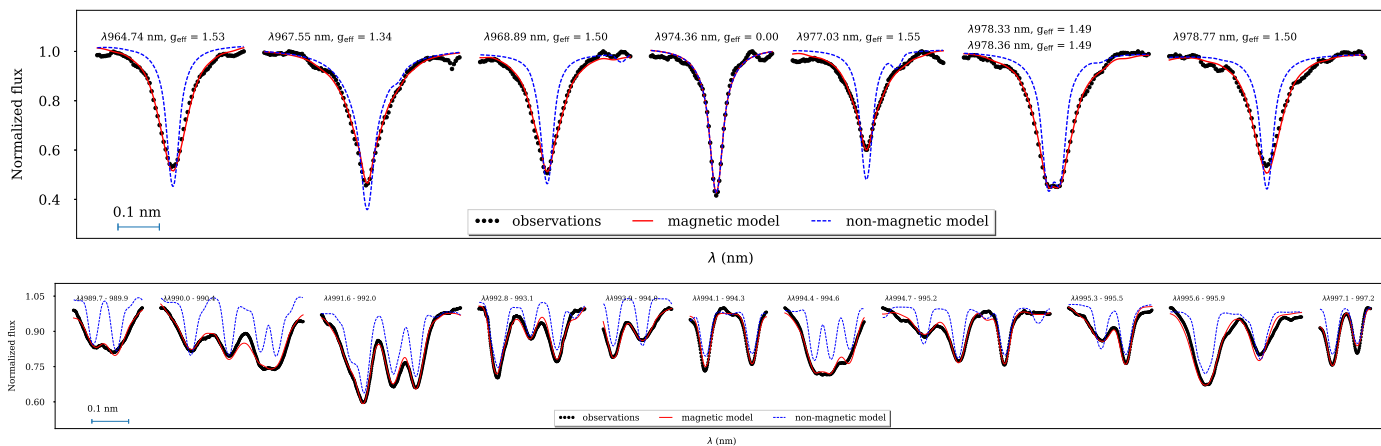 λ964.74 nm, g_eff = 1.53
λ967.55 nm, g_eff = 1.34
λ968.89 nm, g_eff = 1.50
λ974.36 nm, g_eff = 0.00
λ977.03 nm, g_eff = 1.55
λ978.33 nm, g_eff = 1.49
λ978.36 nm, g_eff = 1.49
λ978.77 nm, g_eff = 1.50
Normalized flux
1.0
0.8
0.6
0.4
0.1 nm
observations
magnetic model
non-magnetic model
λ (nm)
λλ989.7 - 989.9
λλ991.6 - 992.0
λλ992.8 - 993.1
λλ994.1 - 994.3
λλ994.4 - 994.6
λλ994.7 - 995.2
λλ995.3 - 995.5
λλ995.6 - 995.9
λλ997.1 - 997.2
Normalized flux
1.05
0.90
0.75
0.60
0.1 nm
observations
magnetic model
non-magnetic model
λ (nm)